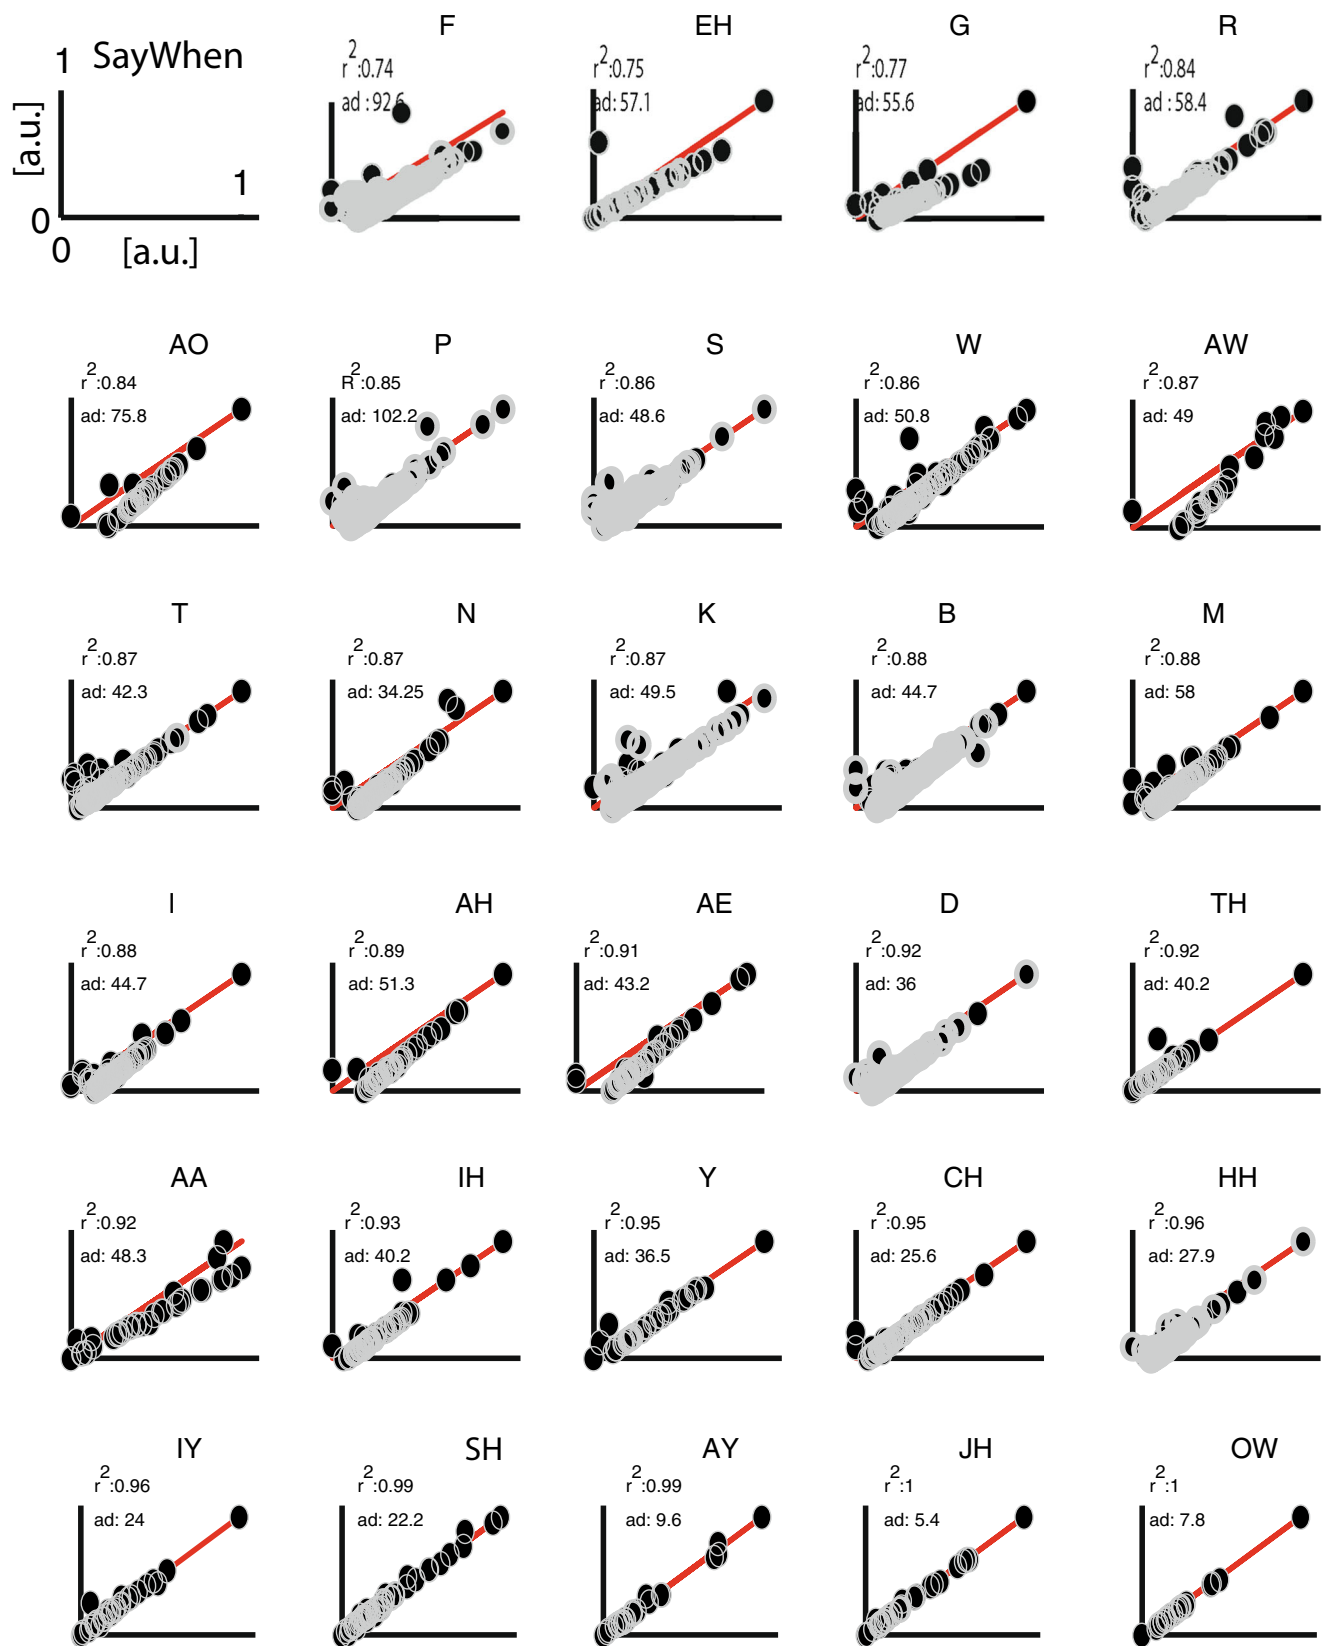 1 SayWhen
[a.u.]
1
0
0 [a.u.]
F
r²:0.74
ad :92.6
EH
r²:0.75
ad:57.1
G
r²:0.77
ad:55.6
R
r²:0.84
ad :58.4
AO
r²:0.84
ad: 75.8
P
R²:0.85
ad: 102.2
S
r²:0.86
ad: 48.6
W
r²:0.86
ad: 50.8
AW
r²:0.87
ad: 49
T
r²:0.87
ad: 42.3
N
r²:0.87
ad: 34.25
K
r²:0.87
ad: 49.5
B
r²:0.88
ad: 44.7
M
r²:0.88
ad: 58
I
r²:0.88
ad: 44.7
AH
r²:0.89
ad: 51.3
AE
r²:0.91
ad: 43.2
D
r²:0.92
ad: 36
TH
r²:0.92
ad: 40.2
AA
r²:0.92
ad: 48.3
IH
r²:0.93
ad: 40.2
Y
r²:0.95
ad: 36.5
CH
r²:0.95
ad: 25.6
HH
r²:0.96
ad: 27.9
IY
r²:0.96
ad: 24
SH
r²:0.99
ad: 22.2
AY
r²:0.99
ad: 9.6
JH
r²:1
ad: 5.4
OW
r²:1
ad: 7.8